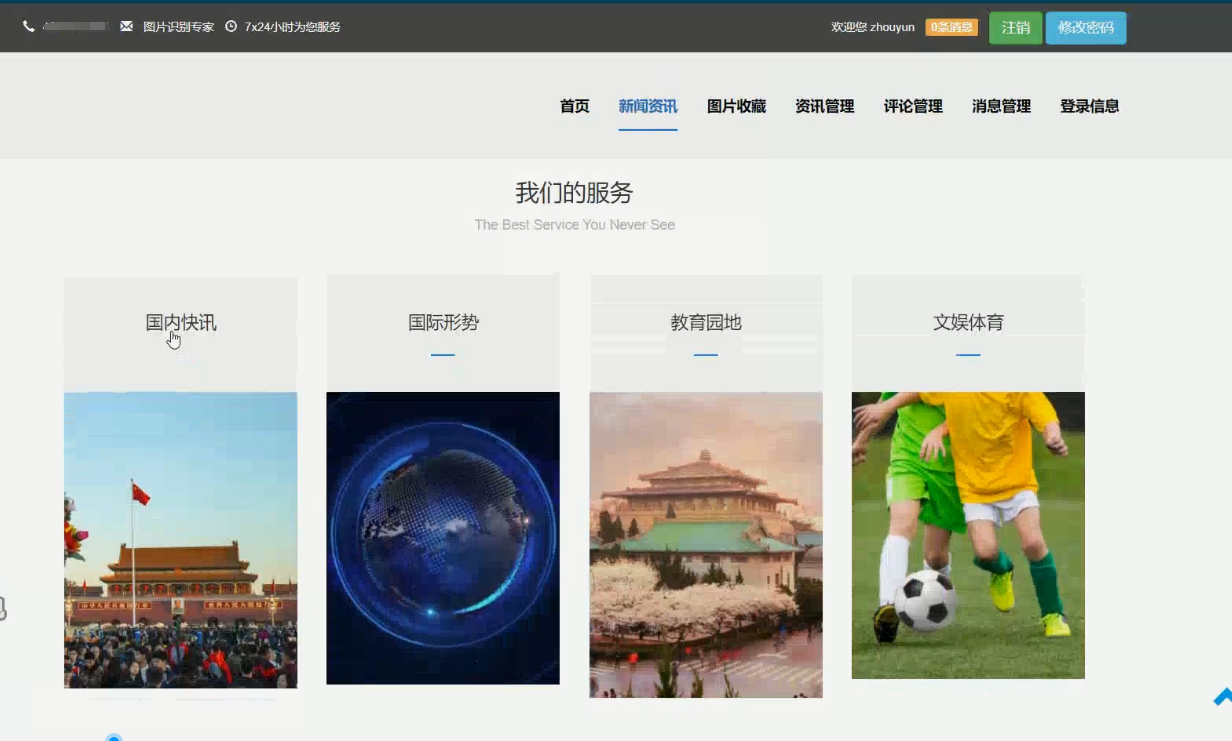 图片识别专家 7x24小时为您服务 欢迎您 zhouyun 0条消息 注销 修改密码
首页 新闻资讯 图片收藏 资讯管理 评论管理 消息管理 登录信息
我们的服务
The Best Service You Never See
国内快讯 国际形势 教育园地 文娱体育